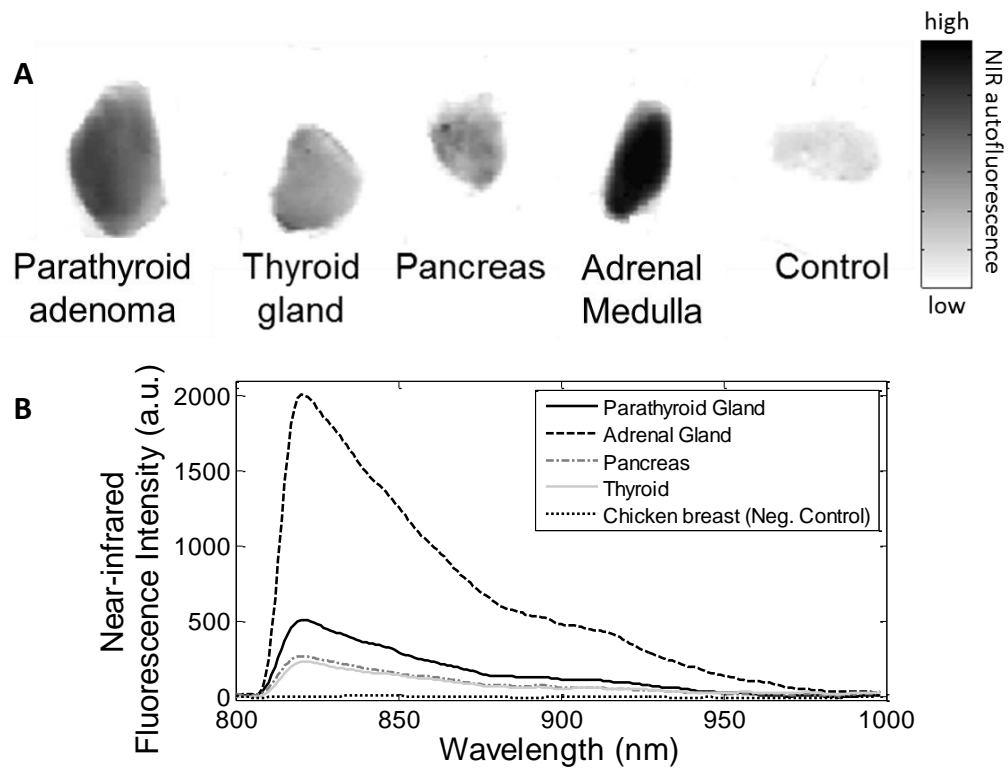 A
high
NIR autofluorescence
low
Parathyroid
adenoma
Thyroid
gland
Pancreas
Adrenal
Medulla
Control
B
Near-infrared
Fluorescence Intensity (a.u.)
2000
1500
1000
500
0
Parathyroid Gland
Adrenal Gland
Pancreas
Thyroid
Chicken breast (Neg. Control)
800
850
900
950
1000
Wavelength (nm)